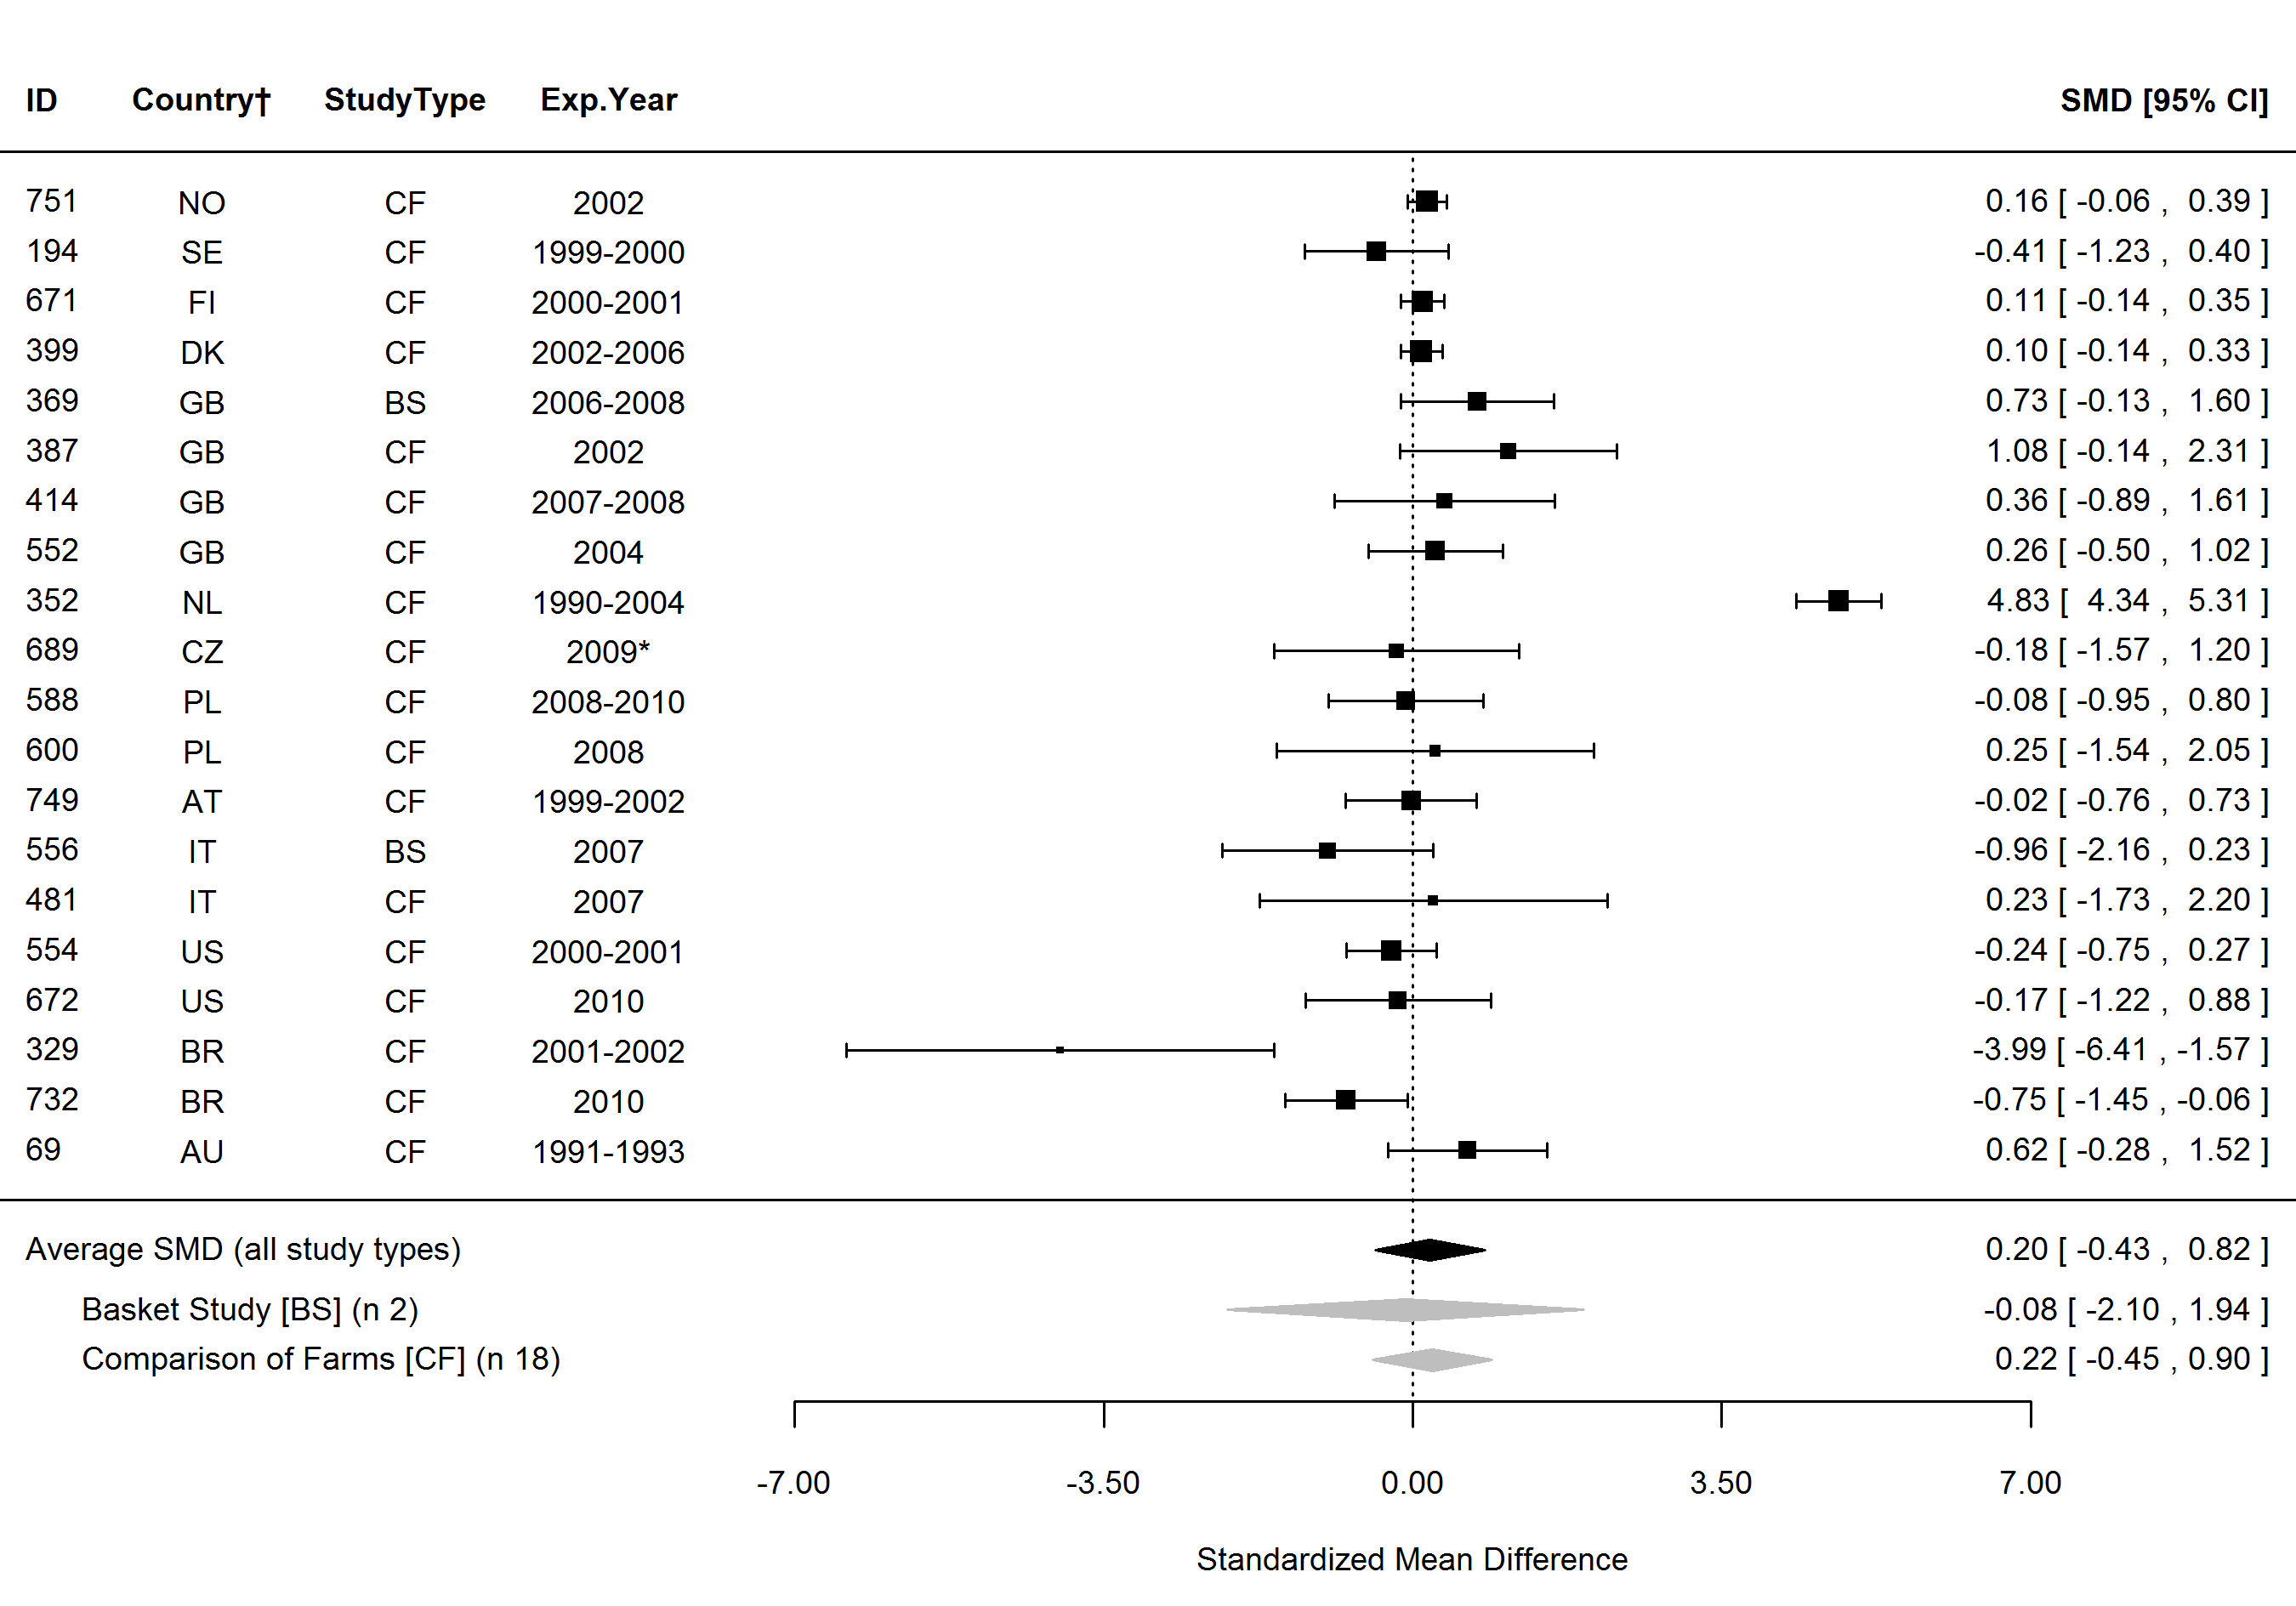 ID Country† StudyType Exp.Year SMD [95% CI]
751 NO CF 2002 0.16 [ -0.06 , 0.39 ]
194 SE CF 1999-2000 -0.41 [ -1.23 , 0.40 ]
671 FI CF 2000-2001 0.11 [ -0.14 , 0.35 ]
399 DK CF 2002-2006 0.10 [ -0.14 , 0.33 ]
369 GB BS 2006-2008 0.73 [ -0.13 , 1.60 ]
387 GB CF 2002 1.08 [ -0.14 , 2.31 ]
414 GB CF 2007-2008 0.36 [ -0.89 , 1.61 ]
552 GB CF 2004 0.26 [ -0.50 , 1.02 ]
352 NL CF 1990-2004 4.83 [ 4.34 , 5.31 ]
689 CZ CF 2009* -0.18 [ -1.57 , 1.20 ]
588 PL CF 2008-2010 -0.08 [ -0.95 , 0.80 ]
600 PL CF 2008 0.25 [ -1.54 , 2.05 ]
749 AT CF 1999-2002 -0.02 [ -0.76 , 0.73 ]
556 IT BS 2007 -0.96 [ -2.16 , 0.23 ]
481 IT CF 2007 0.23 [ -1.73 , 2.20 ]
554 US CF 2000-2001 -0.24 [ -0.75 , 0.27 ]
672 US CF 2010 -0.17 [ -1.22 , 0.88 ]
329 BR CF 2001-2002 -3.99 [ -6.41 , -1.57 ]
732 BR CF 2010 -0.75 [ -1.45 , -0.06 ]
69 AU CF 1991-1993 0.62 [ -0.28 , 1.52 ]
Average SMD (all study types) 0.20 [ -0.43 , 0.82 ]
Basket Study [BS] (n 2) -0.08 [ -2.10 , 1.94 ]
Comparison of Farms [CF] (n 18) 0.22 [ -0.45 , 0.90 ]
-7.00 -3.50 0.00 3.50 7.00
Standardized Mean Difference